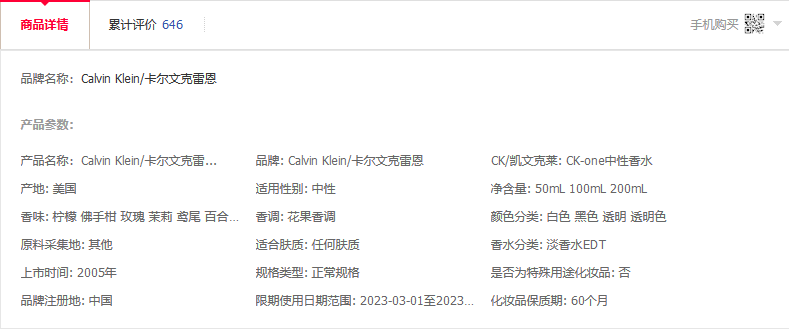 商品详情 累计评价 646 手机购买
品牌名称：Calvin Klein/卡尔文克雷恩
产品参数：
产品名称：Calvin Klein/卡尔文克雷... 品牌: Calvin Klein/卡尔文克雷恩 CK/凯文克莱: CK-one中性香水
产地: 美国 适用性别: 中性 净含量: 50mL 100mL 200mL
香味: 柠檬 佛手柑 玫瑰 茉莉 鸢尾 百合... 香调: 花果香调 颜色分类: 白色 黑色 透明 透明色
原料采集地: 其他 适合肤质: 任何肤质 香水分类: 淡香水EDT
上市时间: 2005年 规格类型: 正常规格 是否为特殊用途化妆品: 否
品牌注册地: 中国 限期使用日期范围: 2023-03-01至2023... 化妆品保质期: 60个月